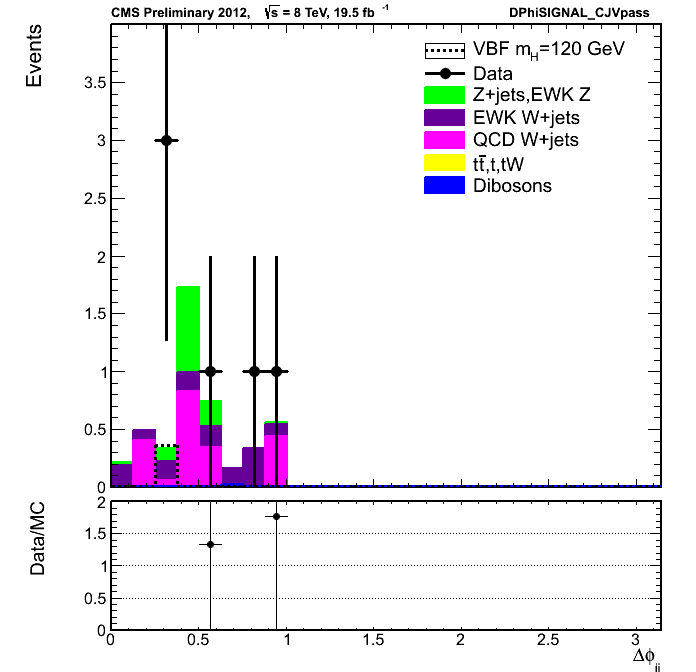 CMS Preliminary 2012, √s = 8 TeV, 19.5 fb⁻¹ DPhiSIGNAL_CJVpass
Events
VBF m_H=120 GeV
Data
Z+jets,EWK Z
EWK W+jets
QCD W+jets
tt̄,t,tW
Dibosons
3.5
3
2.5
2
1.5
1
0.5
0
Data/MC
2
1.5
1
0.5
0
0 0.5 1 1.5 2 2.5 3
Δϕ_jj